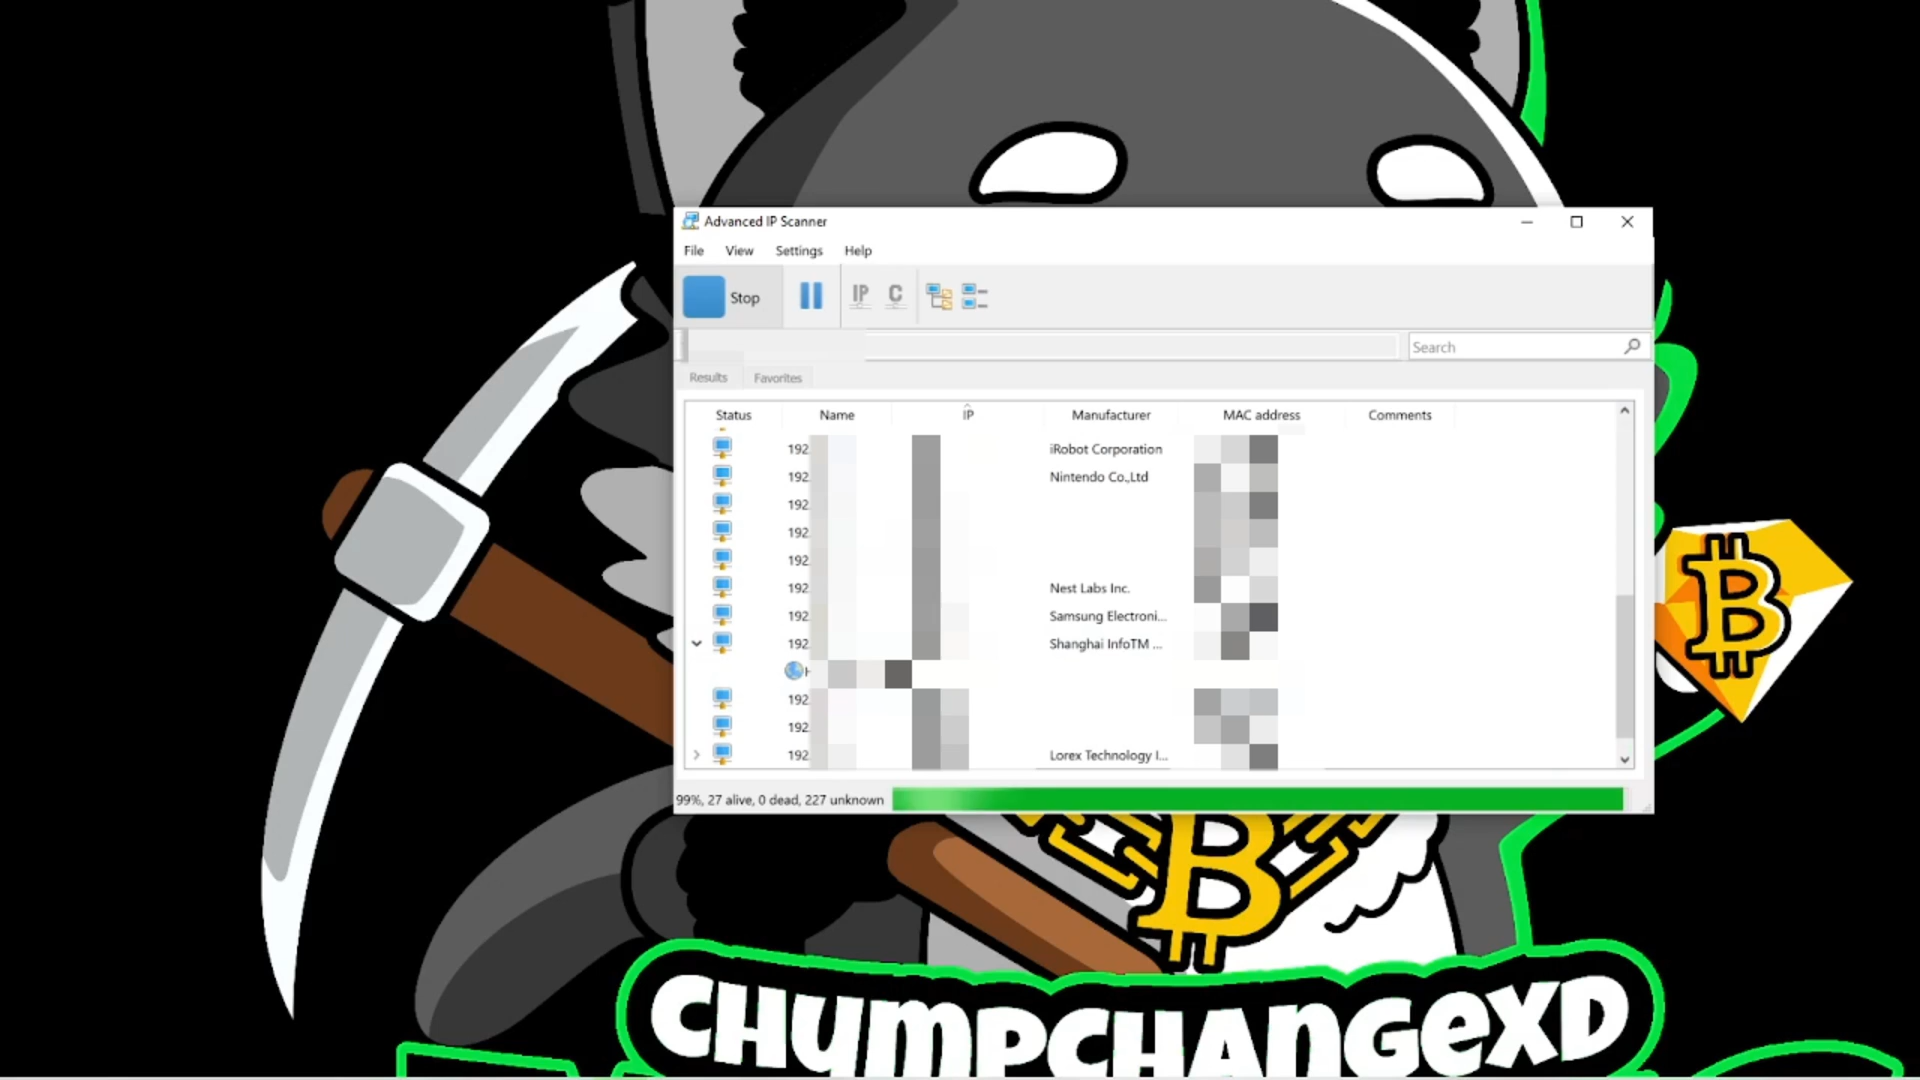 Advanced IP Scanner
File View Settings Help
Stop IP C
Search
Results Favorites
Status Name IP Manufacturer MAC address Comments
192. iRobot Corporation
192. Nintendo Co.,Ltd
192.
192.
192.
192. Nest Labs Inc.
192. Samsung Electroni...
192. Shanghai InfoTM ...
192.
192.
192. Lorex Technology I...
99%, 27 alive, 0 dead, 227 unknown
CHUMPCHANGEXD